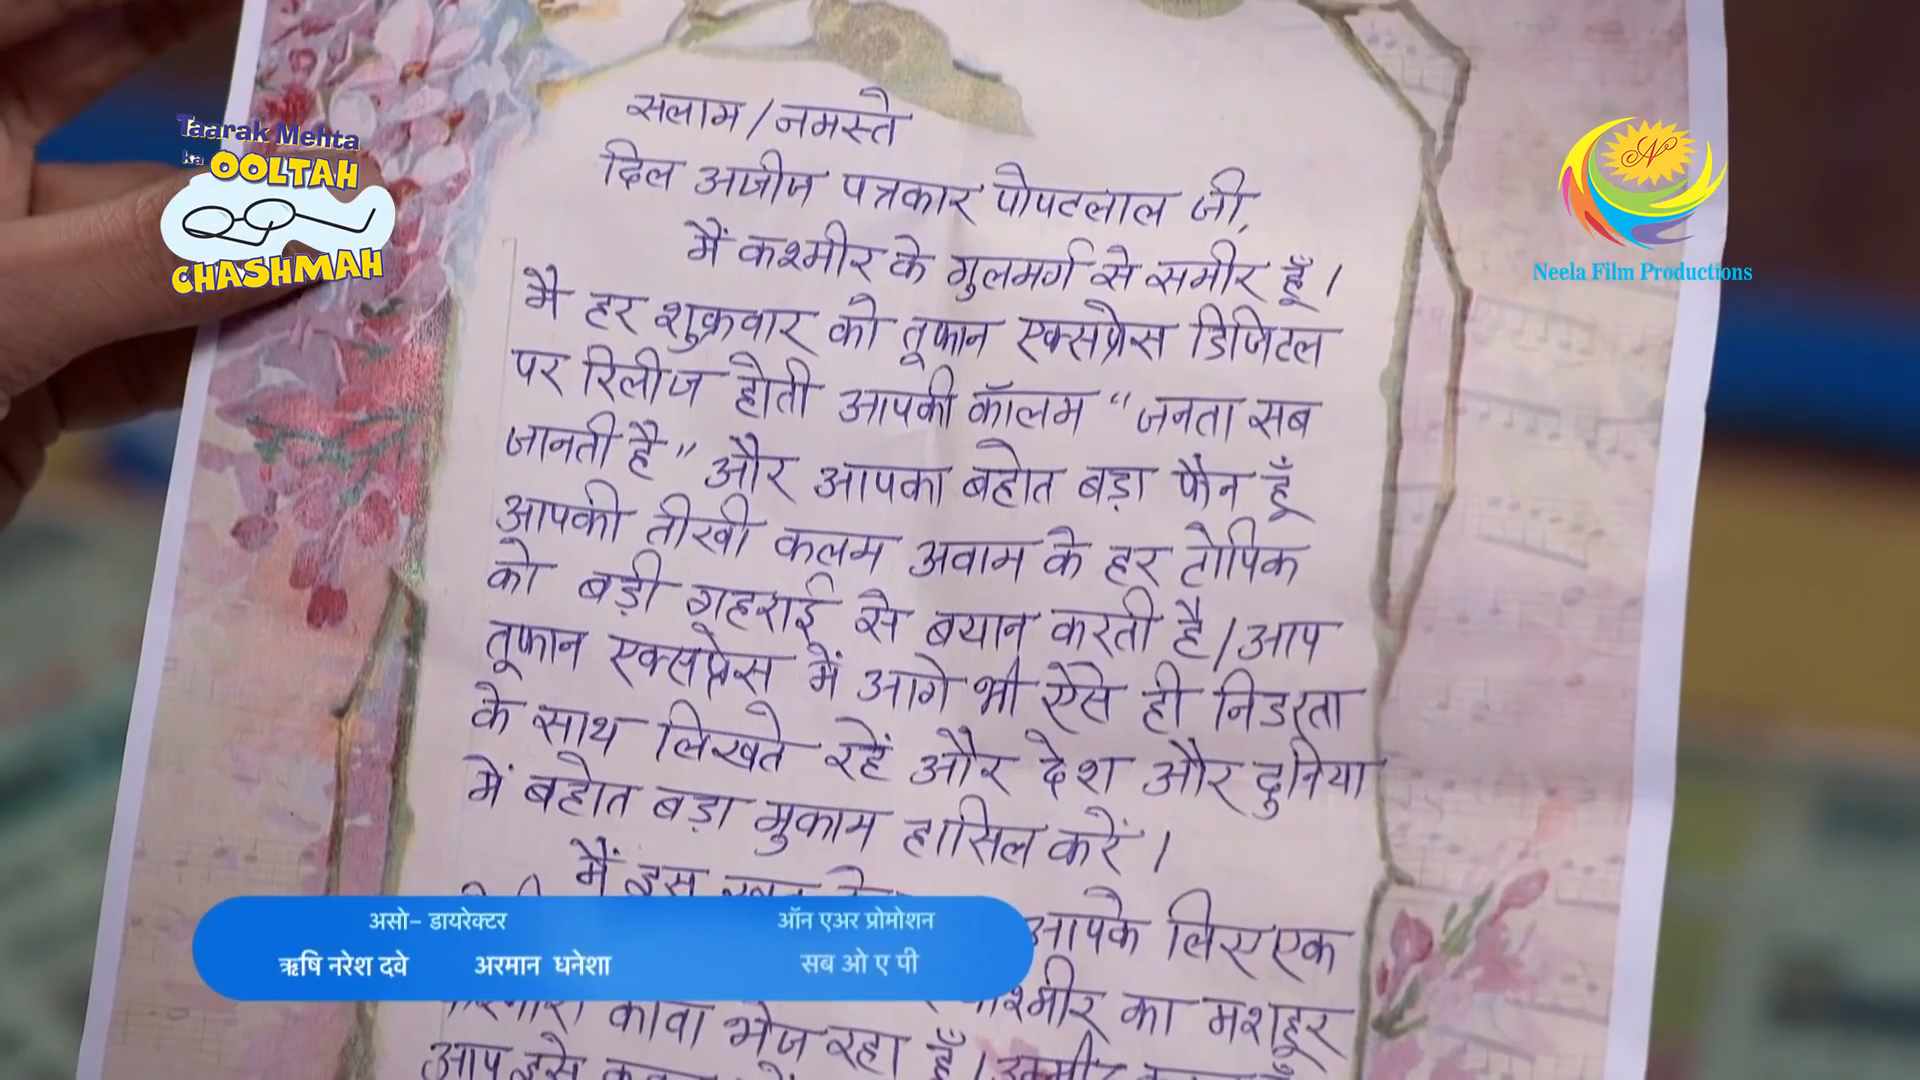 Taarak Mehta
ka OOLTAH
CHASHMAH
Neela Film Productions
सलाम/नमस्ते
दिल अजीज पत्रकार पोपटलाल जी,
मैं कश्मीर के गुलमर्ग से समीर हूँ।
मै हर शुक्रवार को तूफान एक्सप्रेस डिजिटल
पर रिलीज होती आपकी कॉलम “जनता सब
जानती है” और आपका बहोत बड़ा फैन हूँ
आपकी तीखी कलम अवाम के हर टोपिक
को बड़ी गहराई से बयान करती है। आप
तूफान एक्सप्रेस में आगे भी ऐसे ही निडरता
के साथ लिखते रहें और देश और दुनिया
में बहोत बड़ा मुकाम हासिल करें।
मैं इस आपके लिए एक
का मशहूर
कावा भेज रहा हूँ।
आप इसे
असो- डायरेक्टर
ऋषि नरेश दवे अरमान धनेशा
ऑन एअर प्रोमोशन
सब ओ ए पी